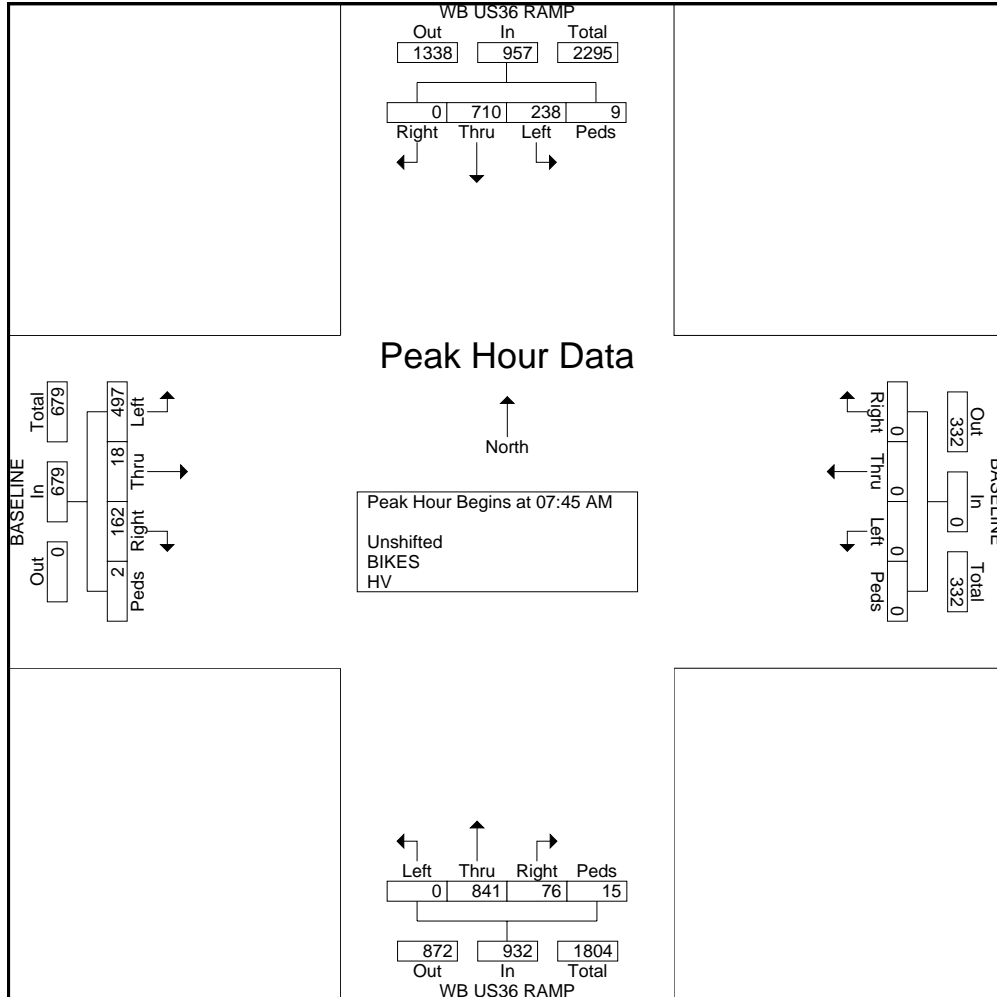 WB US36 RAMP
Out In Total
1338 957 2295
0 710 238 9
Right Thru Left Peds
Peak Hour Data
North
Peak Hour Begins at 07:45 AM
Unshifted
BIKES
HV
BASELINE
Total In Out
679 679 0
497 18 162 2
Left Thru Right Peds
Right Thru Left Peds
0 0 0 0
332 0 332
Out In Total
BASELINE
Left Thru Right Peds
0 841 76 15
872 932 1804
Out In Total
WB US36 RAMP